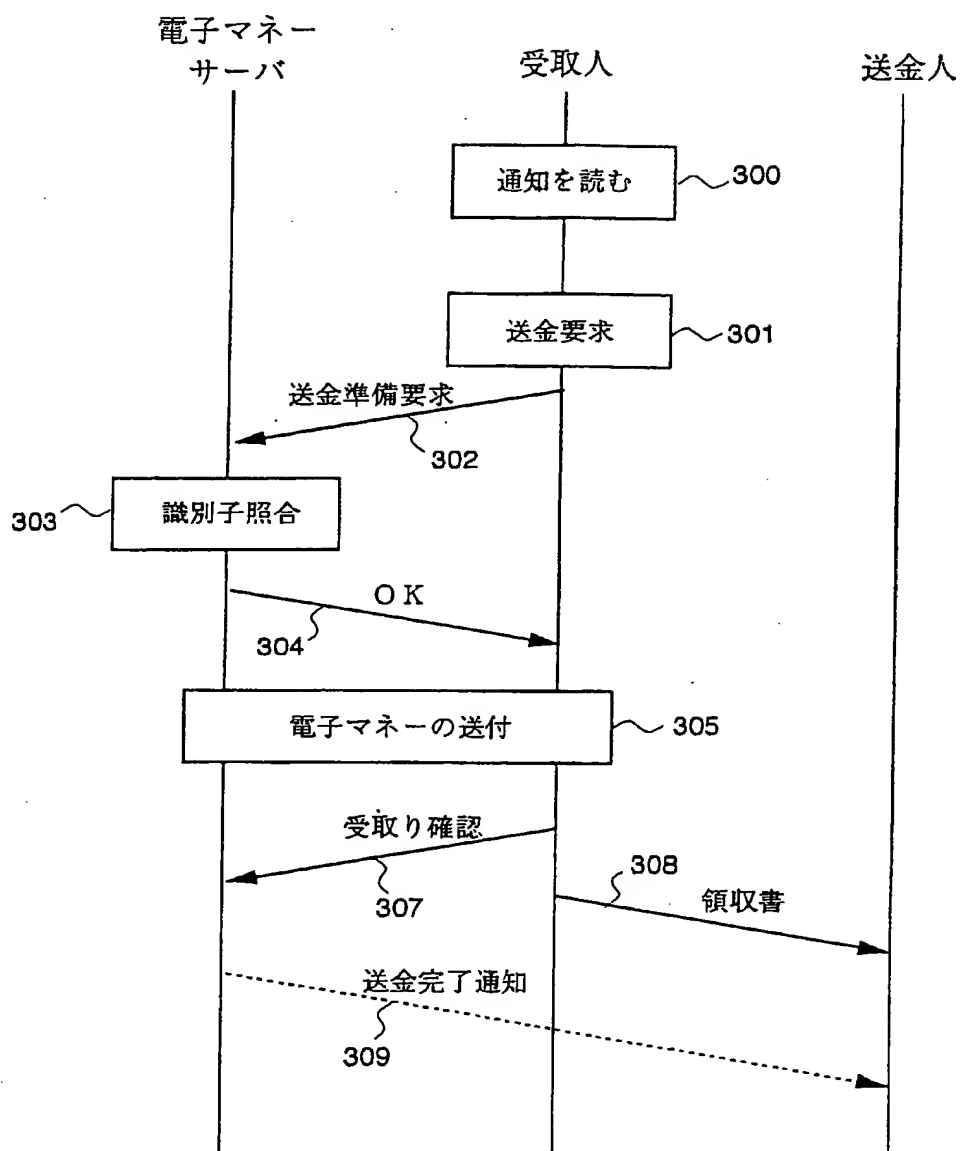 電子マネー
サーバ
受取人
送金人
通知を読む
300
送金要求
301
送金準備要求
302
303
識別子照合
OK
304
電子マネーの送付
305
受取り確認
307
308
領収書
送金完了通知
309